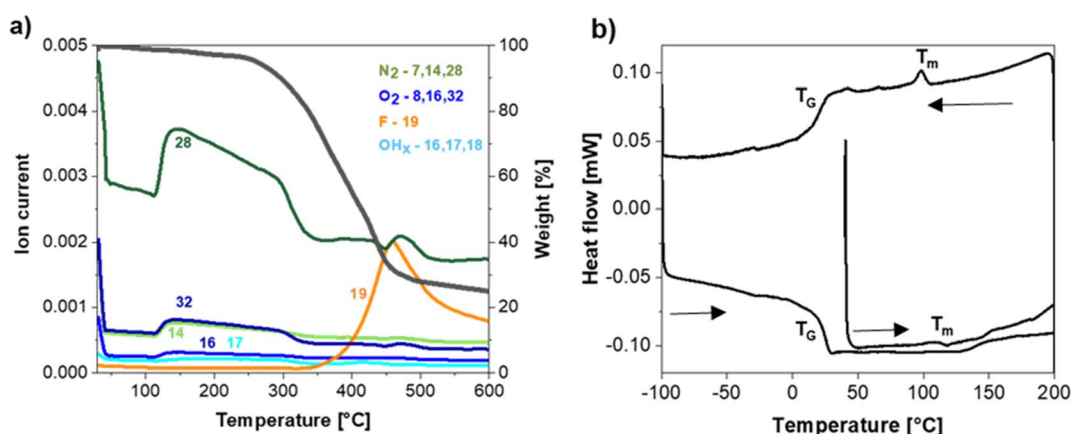 a)
Ion current
0.005
0.004
0.003
0.002
0.001
0.000
100
200
300
400
500
600
Temperature [°C]
100
80
60
40
20
0
Weight [%]
N2 - 7,14,28
O2 - 8,16,32
F - 19
OHX - 16,17,18
28
32
14
16
17
19
b)
Heat flow [mW]
0.10
0.05
0.00
-0.05
-0.10
-100
-50
0
50
100
150
200
Temperature [°C]
TG
Tm
TG
Tm